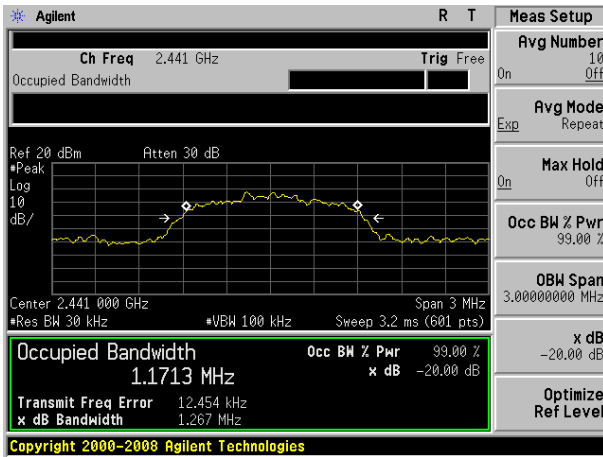 Agilent R T
Ch Freq 2.441 GHz Trig Free
Occupied Bandwidth
Ref 20 dBm Atten 30 dB
#Peak
Log
10
dB/
Center 2.441 000 GHz Span 3 MHz
#Res BW 30 kHz #VBW 100 kHz Sweep 3.2 ms (601 pts)
Occupied Bandwidth Occ BW % Pwr 99.00 %
1.1713 MHz x dB -20.00 dB
Transmit Freq Error 12.454 kHz
x dB Bandwidth 1.267 MHz
Copyright 2000-2008 Agilent Technologies
Meas Setup
Avg Number
10
On Off
Avg Mode
Exp Repeat
Max Hold
On Off
Occ BW % Pwr
99.00 %
OBW Span
3.00000000 MHz
x dB
-20.00 dB
Optimize
Ref Level